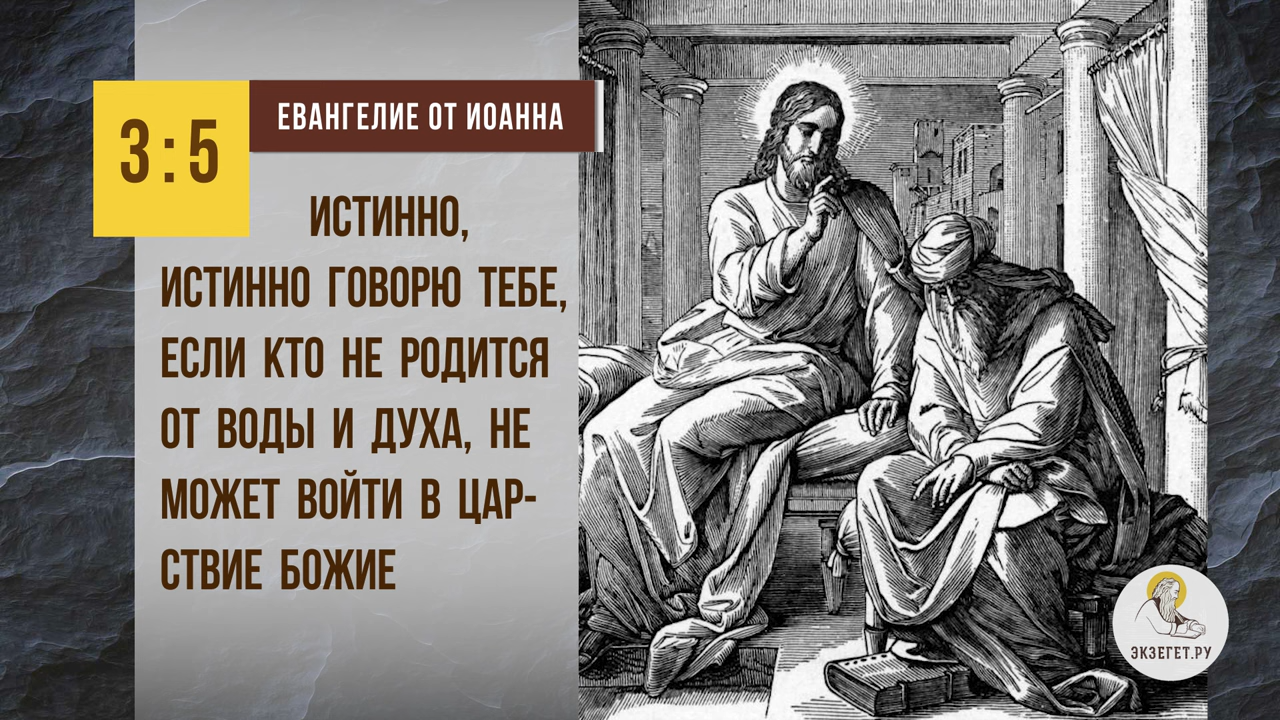 3:5
ЕВАНГЕЛИЕ ОТ ИОАННА
ИСТИННО,
ИСТИННО ГОВОРЮ ТЕБЕ,
ЕСЛИ КТО НЕ РОДИТСЯ
ОТ ВОДЫ И ДУХА, НЕ
МОЖЕТ ВОЙТИ В ЦАР-
СТВИЕ БОЖИЕ
ЭКЗЕГЕТ.РУ